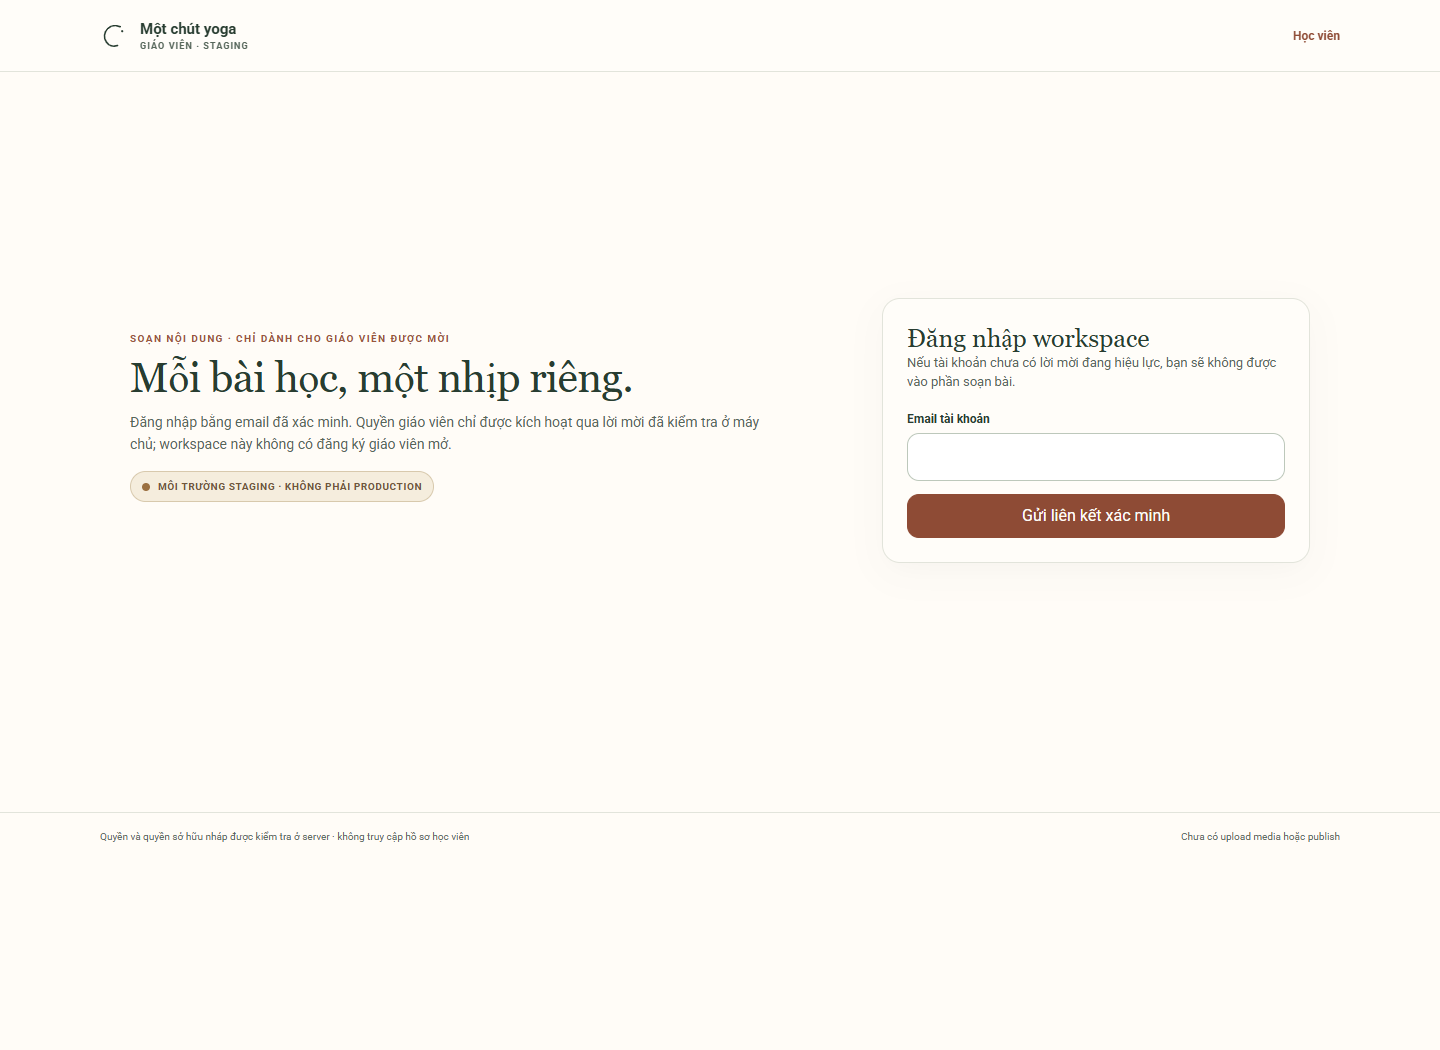 Một chút yoga
GIÁO VIÊN · STAGING
Học viên
SOẠN NỘI DUNG · CHỈ DÀNH CHO GIÁO VIÊN ĐƯỢC MỜI
Mỗi bài học, một nhịp riêng.
Đăng nhập bằng email đã xác minh. Quyền giáo viên chỉ được kích hoạt qua lời mời đã kiểm tra ở máy
chủ; workspace này không có đăng ký giáo viên mở.
MÔI TRƯỜNG STAGING · KHÔNG PHẢI PRODUCTION
Đăng nhập workspace
Nếu tài khoản chưa có lời mời đang hiệu lực, bạn sẽ không được
vào phần soạn bài.
Email tài khoản
Gửi liên kết xác minh
Quyền và quyền sở hữu nháp được kiểm tra ở server · không truy cập hồ sơ học viên
Chưa có upload media hoặc publish